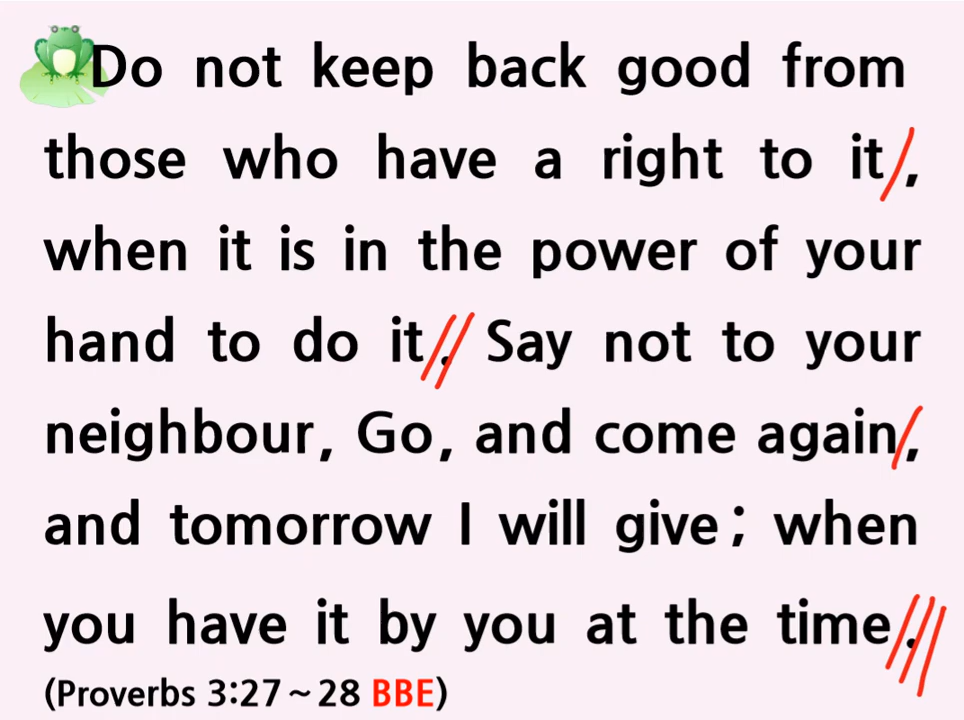 Do not keep back good from
those who have a right to it,
when it is in the power of your
hand to do it. Say not to your
neighbour, Go, and come again,
and tomorrow I will give; when
you have it by you at the time.
(Proverbs 3:27~28 BBE)